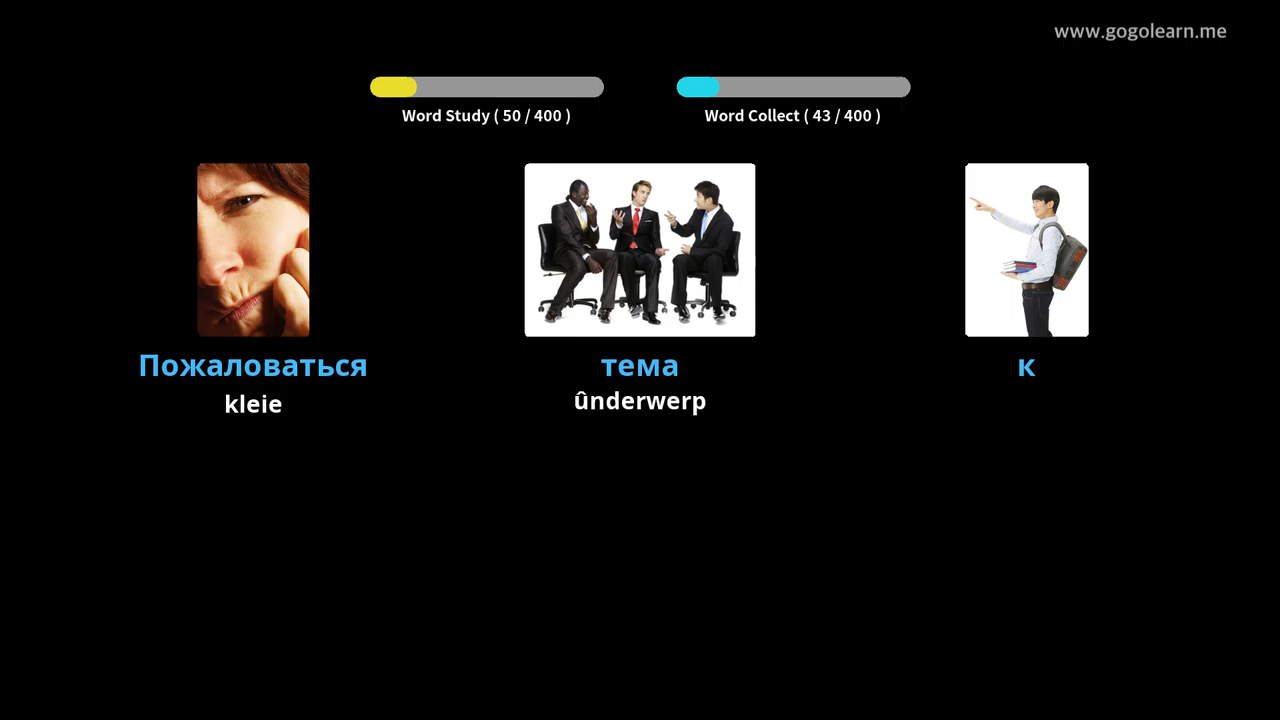 www.gogolearn.me
Word Study ( 50 / 400 )
Word Collect ( 43 / 400 )
Пожаловаться
kleie
тема
ûnderwerp
к